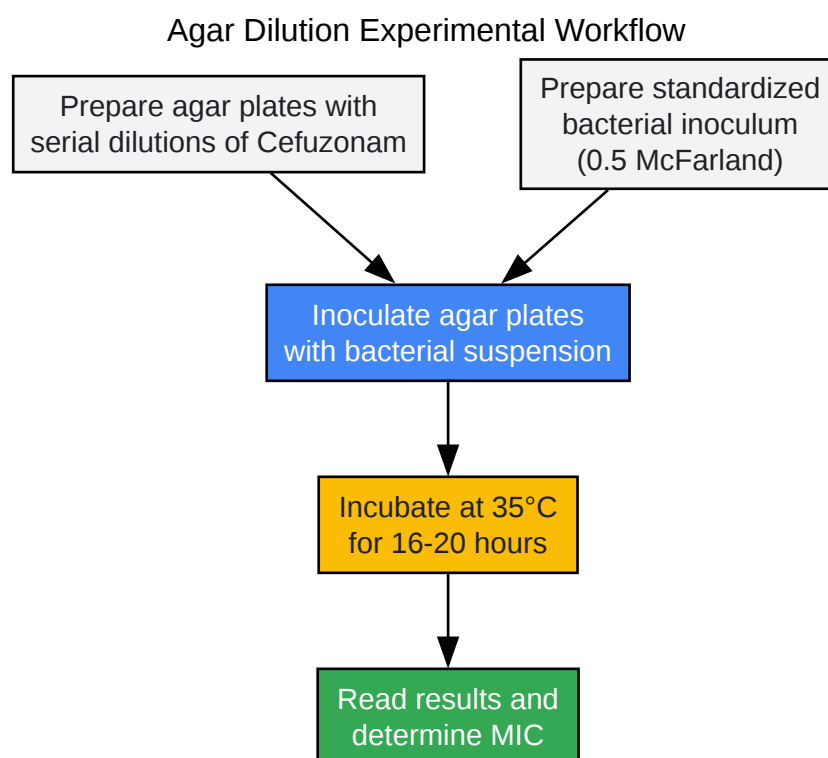 Agar Dilution Experimental Workflow
Prepare agar plates with
serial dilutions of Cefuzonam
Prepare standardized
bacterial inoculum
(0.5 McFarland)
Inoculate agar plates
with bacterial suspension
Incubate at 35°C
for 16-20 hours
Read results and
determine MIC